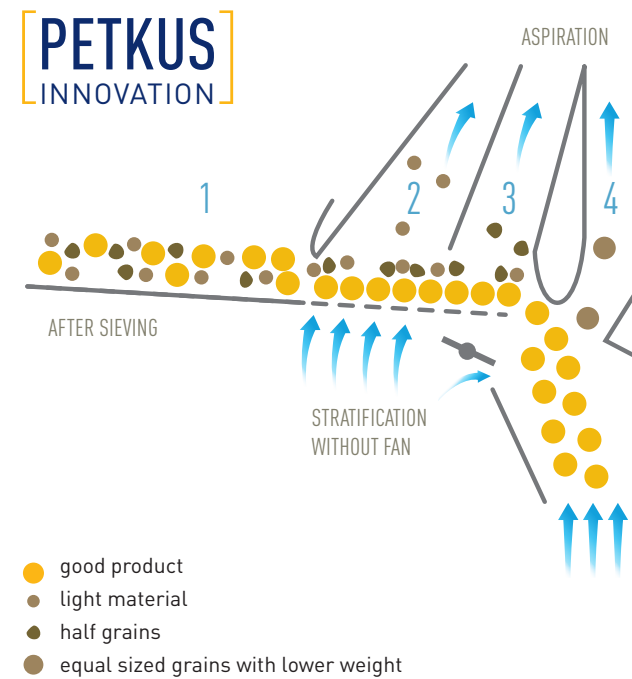 PETKUS
INNOVATION
ASPIRATION
1
2
3
4
AFTER SIEVING
STRATIFICATION
WITHOUT FAN
good product
light material
half grains
equal sized grains with lower weight